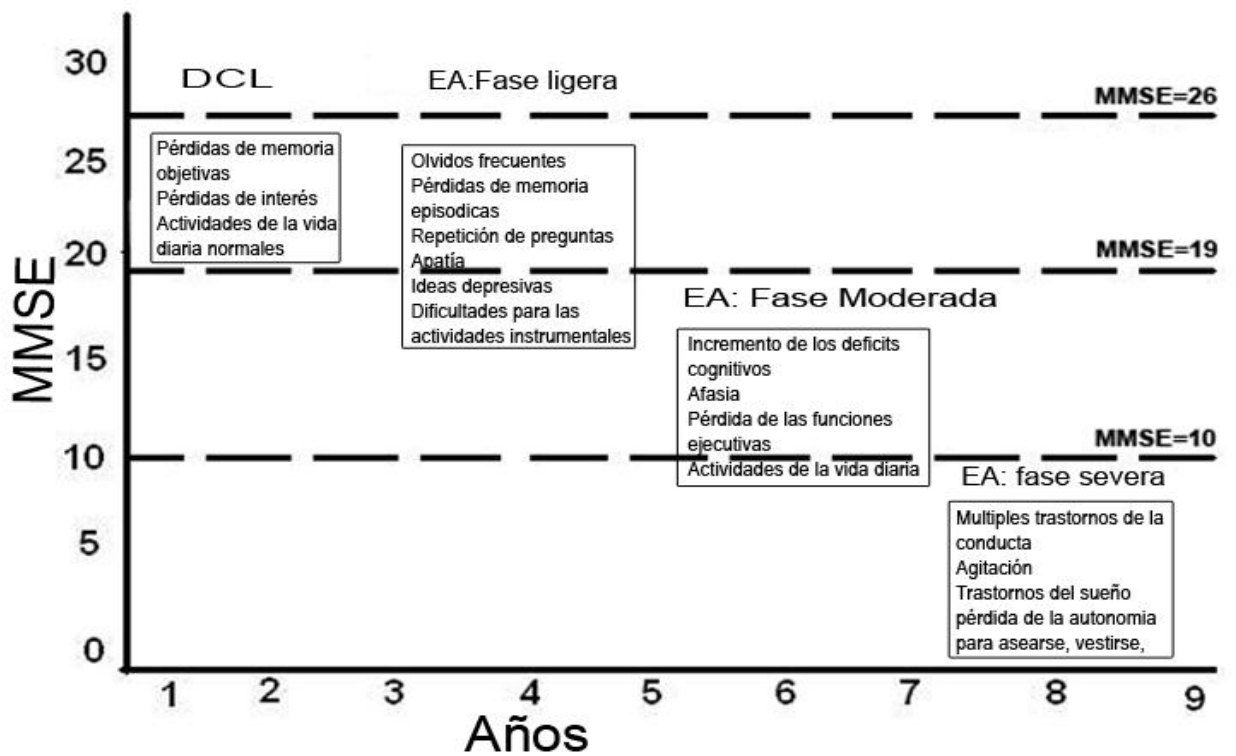 30
DCL
EA:Fase ligera
MMSE=26
Pérdidas de memoria
objetivas
Pérdidas de interés
Actividades de la vida
diaria normales
25
Olvidos frecuentes
Pérdidas de memoria
episodicas
Repetición de preguntas
Apatía
Ideas depresivas
Dificultades para las
actividades instrumentales
20
MMSE=19
MMSE
EA: Fase Moderada
15
Incremento de los deficits
cognitivos
Afasia
Pérdida de las funciones
ejecutivas
Actividades de la vida diaria
10
MMSE=10
EA: fase severa
5
Multiples trastornos de la
conducta
Agitación
Trastornos del sueño
pérdida de la autonomia
para asearse, vestirse,
0
1 2 3 4 5 6 7 8 9
Años